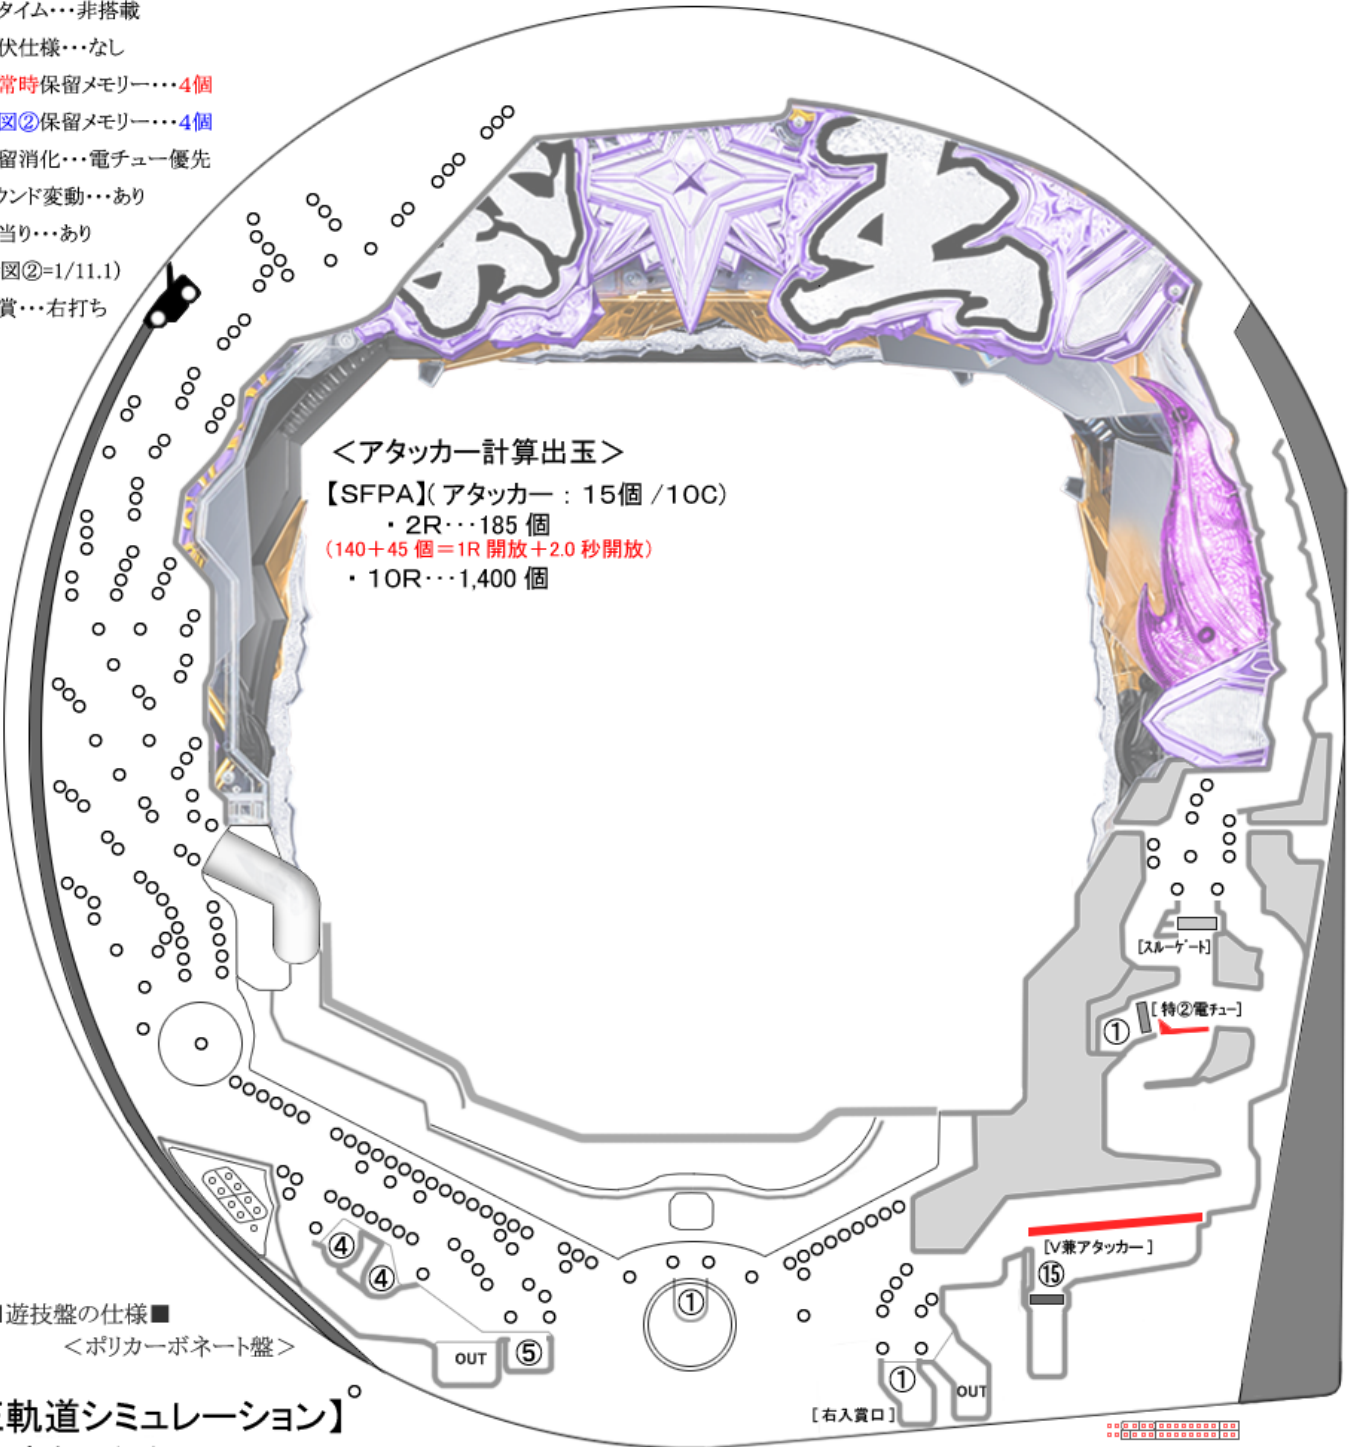 タイム･･･非搭載
伏仕様･･･なし
常時保留メモリー･･･4個
図②保留メモリー･･･4個
留消化･･･電チュー優先
ウンド変動･･･あり
当り･･･あり
図②=1/11.1)
賞･･･右打ち
＜アタッカー計算出玉＞
【SFPA】(アタッカー：15個/10C)
・2R･･･185個
(140＋45個＝1R開放＋2.0秒開放)
・10R･･･1,400個
[スルーゲート]
[特②電チュー]
①
[V兼アタッカー]
⑮
④
④
①
⑤
OUT
①
OUT
[右入賞口]
遊技盤の仕様■
＜ポリカーボネート盤＞
軌道シミュレーション】